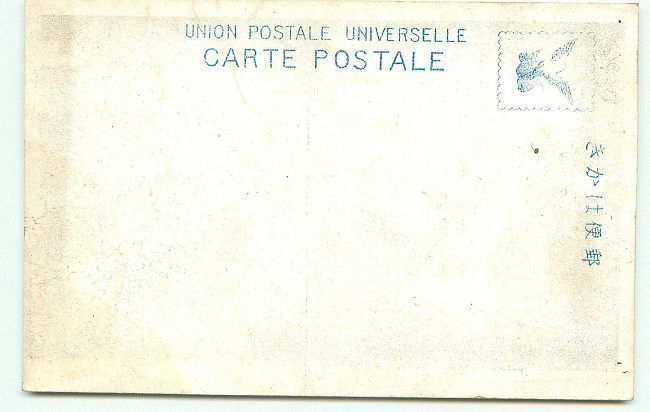 UNION POSTALE UNIVERSELLE
CARTE POSTALE
郵便はかき